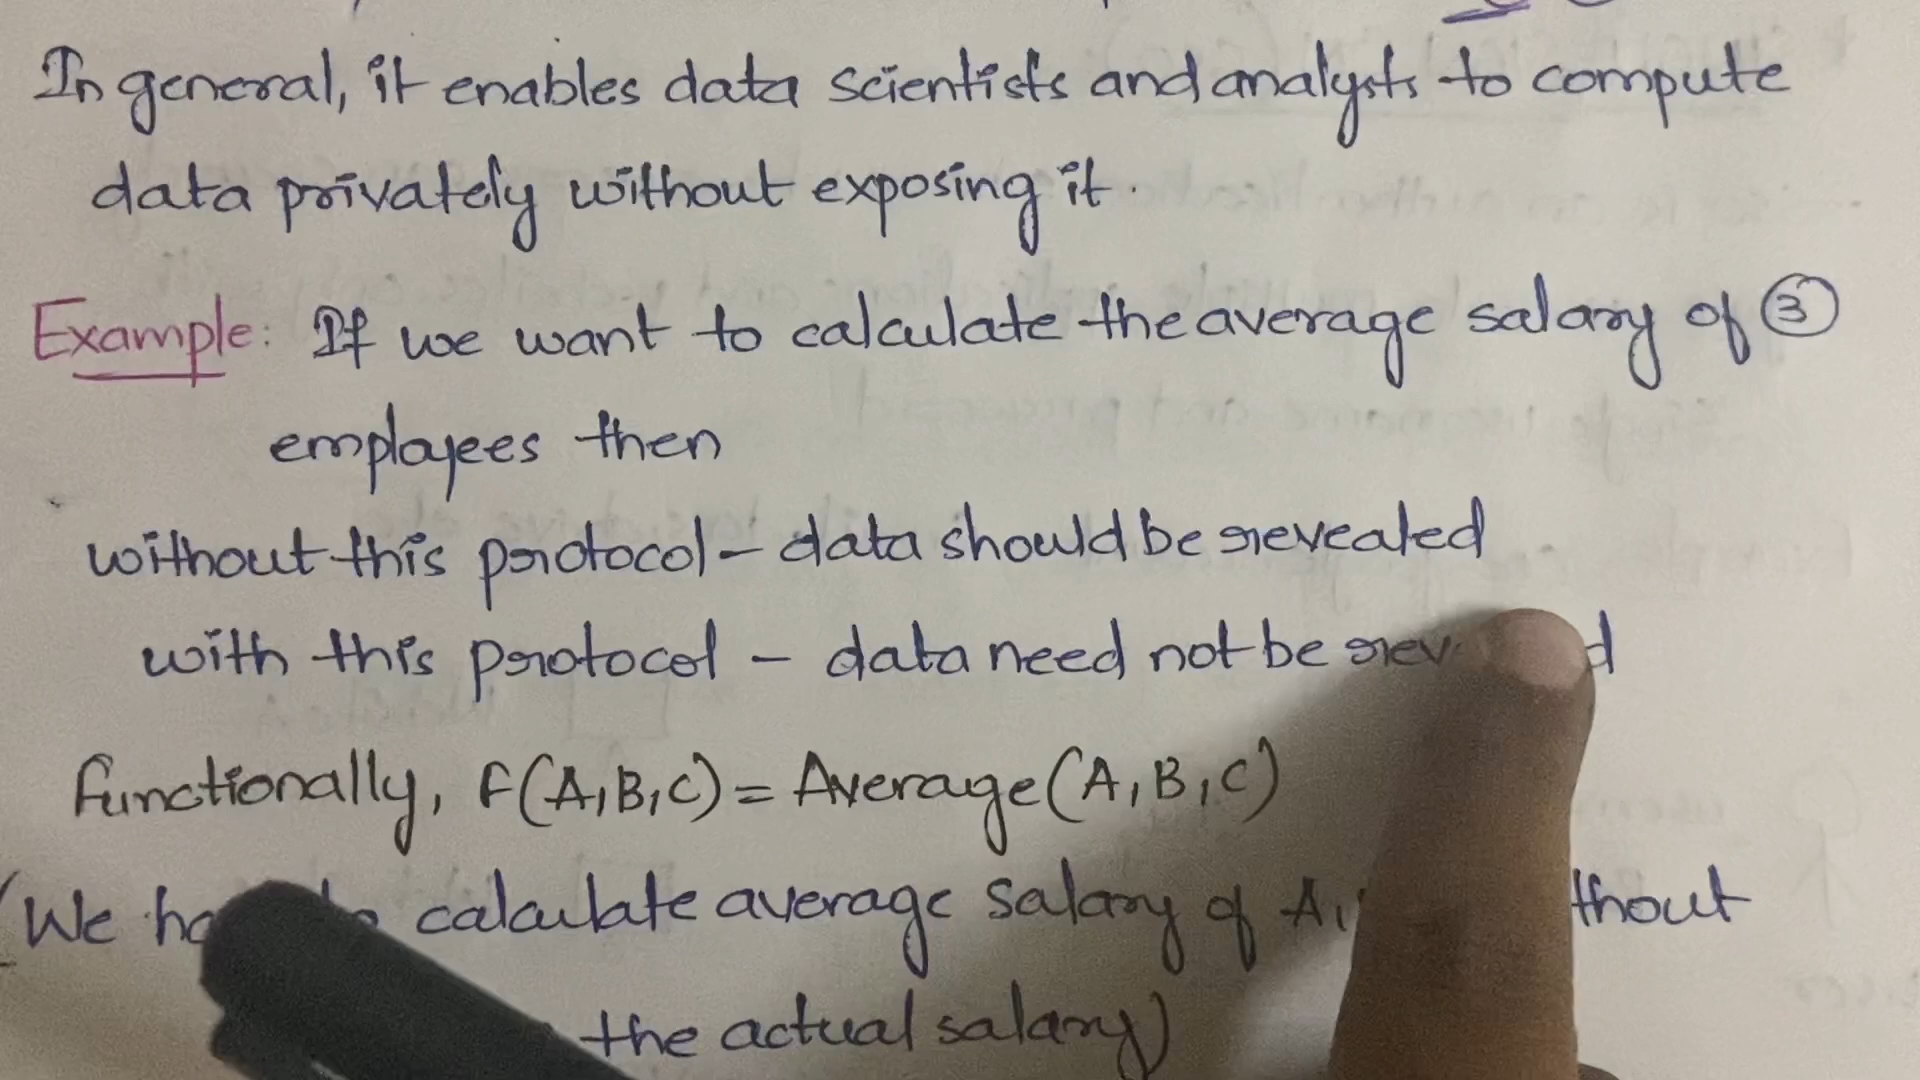 In general, it enables data scientists and analysts to compute
data privately without exposing it.
Example: If we want to calculate the average salary of ③
employees then
without this protocol - data should be revealed
with this protocol - data need not be
Functionally, F(A,B,C) = Average(A,B,C)
(We calculate average salary of A,
the actual salary)